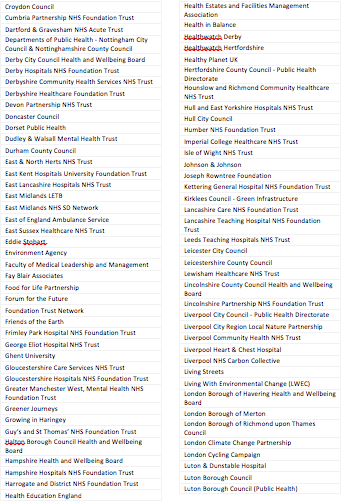 Croydon Council
Cumbria Partnership NHS Foundation Trust
Dartford & Gravesham NHS Acute Trust
Departments of Public Health - Nottingham City
Council & Nottinghamshire County Council
Derby City Council Health and Wellbeing Board
Derby Hospitals NHS Foundation Trust
Derbyshire Community Health Services NHS Trust
Derbyshire Healthcare Foundation Trust
Devon Partnership NHS Trust
Doncaster Council
Dorset Public Health
Dudley & Walsall Mental Health Trust
Durham County Council
East & North Herts NHS Trust
East Kent Hospitals University Foundation Trust
East Lancashire Hospitals NHS Trust
East Midlands LETB
East Midlands NHS SD Network
East of England Ambulance Service
East Sussex Healthcare NHS Trust
Eddie Stobart
Environment Agency
Faculty of Medical Leadership and Management
Fay Blair Associates
Food for Life Partnership
Forum for the Future
Foundation Trust Network
Friends of the Earth
Frimley Park Hospital NHS Foundation Trust
George Eliot Hospital NHS Trust
Ghent University
Gloucestershire Care Services NHS Trust
Gloucestershire Hospitals NHS Foundation Trust
Greater Manchester West, Mental Health NHS
Foundation Trust
Greener Journeys
Growing in Haringey
Guy's and St Thomas' NHS Foundation Trust
Halton Borough Council Health and Wellbeing
Board
Hampshire Health and Wellbeing Board
Hampshire Hospitals NHS Foundation Trust
Harrogate and District NHS Foundation Trust
Health Education England
Health Estates and Facilities Management
Association
Health in Balance
Healthwatch Derby
Healthwatch Hertfordshire
Healthy Planet UK
Hertfordshire County Council - Public Health
Directorate
Hounslow and Richmond Community Healthcare
NHS Trust
Hull and East Yorkshire Hospitals NHS Trust
Hull City Council
Humber NHS Foundation Trust
Imperial College Healthcare NHS Trust
Isle of Wight NHS Trust
Johnson & Johnson
Joseph Rowntree Foundation
Kettering General Hospital NHS Foundation Trust
Kirklees Council - Green Infrastructure
Lancashire Care NHS Foundation Trust
Lancashire Teaching Hospital NHS Foundation
Trust
Leeds Teaching Hospitals NHS Trust
Leicester City Council
Leicestershire County Council
Lewisham Healthcare NHS Trust
Lincolnshire County Council Health and Wellbeing
Board
Lincolnshire Partnership NHS Foundation Trust
Liverpool City Council - Public Health Directorate
Liverpool City Region Local Nature Partnership
Liverpool Community Health NHS Trust
Liverpool Heart & Chest Hospital
Liverpool NHS Carbon Collective
Living Streets
Living With Environmental Change (LWEC)
London Borough of Havering Health and Wellbeing
Board
London Borough of Merton
London Borough of Richmond upon Thames
Council
London Climate Change Partnership
London Cycling Campaign
Luton & Dunstable Hospital
Luton Borough Council
Luton Borough Council (Public Health)